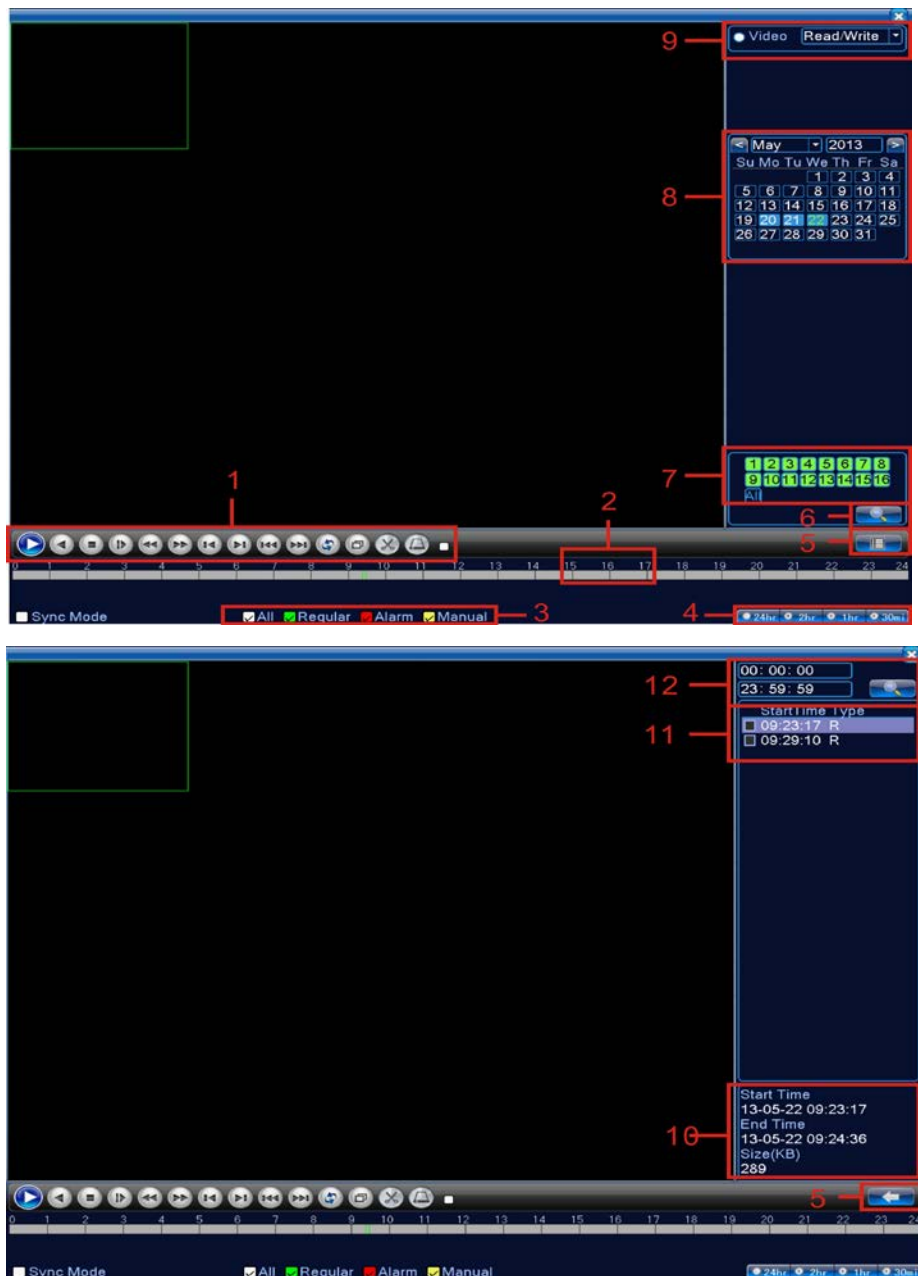 9
Video Read/Write
May 2013
Su Mo Tu We Th Fr Sa
1 2 3 4
5 6 7 8 9 10 11
8
12 13 14 15 16 17 18
19 20 21 22 23 24 25
26 27 28 29 30 31
7
1 2 3 4 5 6 7 8
9 10 11 12 13 14 15 16
All
1
2
6
5
0 1 2 3 4 5 6 7 8 9 10 11 12 13 14 15 16 17 18 19 20 21 22 23 24
Sync Mode All Regular Alarm Manual 3 4 24hr 2hr 1hr 30mi
00:00:00
12
23:59:59
StartTime Type
11
09:23:17 R
09:29:10 R
Start Time
13-05-22 09:23:17
End Time
10
13-05-22 09:24:36
Size(KB)
289
5
0 1 2 3 4 5 6 7 8 9 10 11 12 13 14 15 16 17 18 19 20 21 22 23 24
Sync Mode All Regular Alarm Manual 24hr 2hr 1hr 30mi